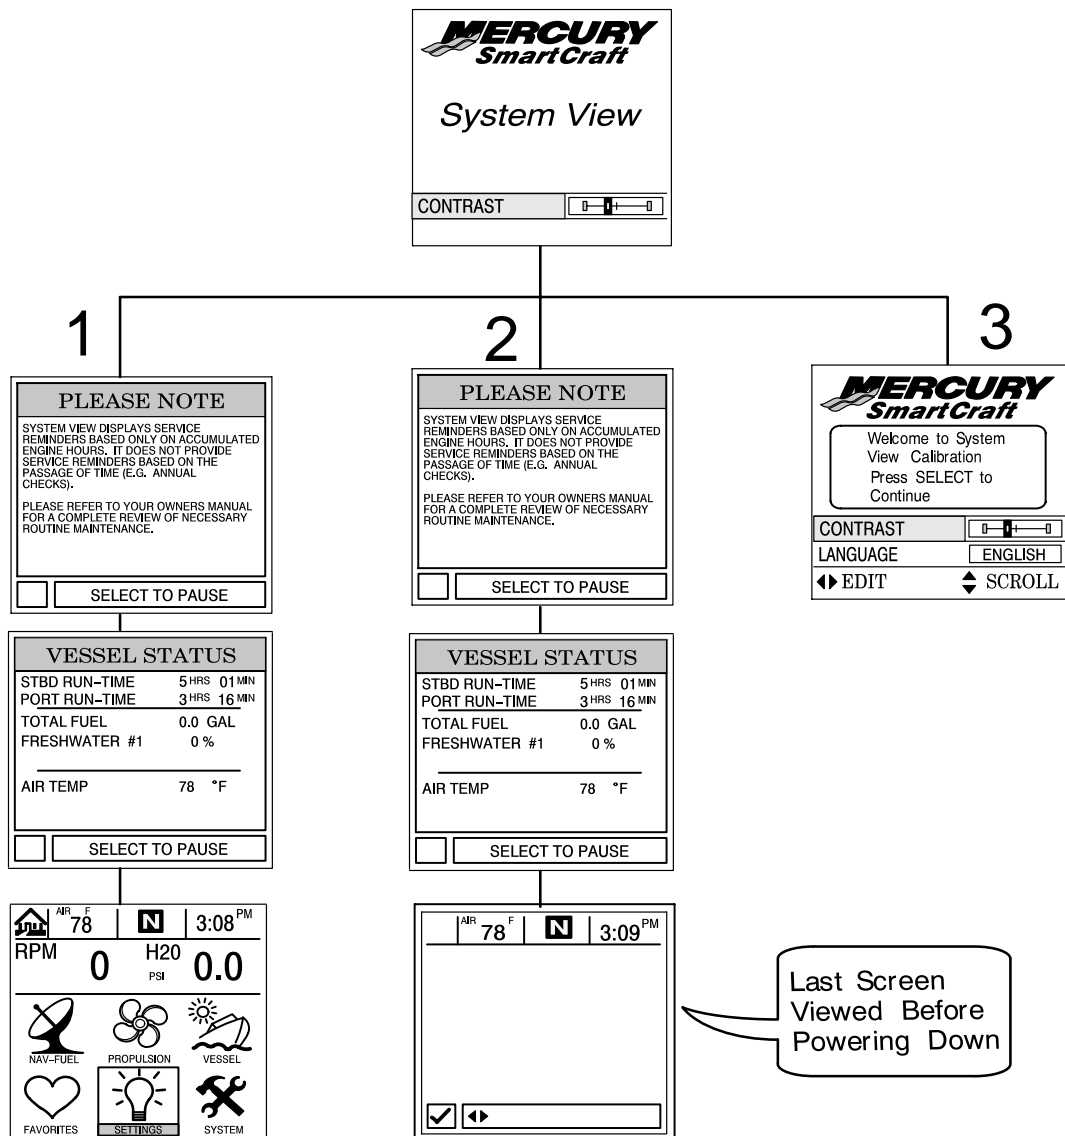 MERCURY
SmartCraft
System View
CONTRAST
1
2
3
PLEASE NOTE
SYSTEM VIEW DISPLAYS SERVICE
REMINDERS BASED ONLY ON ACCUMULATED
ENGINE HOURS. IT DOES NOT PROVIDE
SERVICE REMINDERS BASED ON THE
PASSAGE OF TIME (E.G. ANNUAL
CHECKS).
PLEASE REFER TO YOUR OWNERS MANUAL
FOR A COMPLETE REVIEW OF NECESSARY
ROUTINE MAINTENANCE.
SELECT TO PAUSE
VESSEL STATUS
STBD RUN-TIME 5 HRS 01 MIN
PORT RUN-TIME 3 HRS 16 MIN
TOTAL FUEL 0.0 GAL
FRESHWATER #1 0 %
AIR TEMP 78 °F
SELECT TO PAUSE
AIR 78 F N 3:08 PM
RPM 0 H20 PSI 0.0
NAV-FUEL PROPULSION VESSEL
FAVORITES SETTINGS SYSTEM
PLEASE NOTE
SYSTEM VIEW DISPLAYS SERVICE
REMINDERS BASED ONLY ON ACCUMULATED
ENGINE HOURS. IT DOES NOT PROVIDE
SERVICE REMINDERS BASED ON THE
PASSAGE OF TIME (E.G. ANNUAL
CHECKS).
PLEASE REFER TO YOUR OWNERS MANUAL
FOR A COMPLETE REVIEW OF NECESSARY
ROUTINE MAINTENANCE.
SELECT TO PAUSE
VESSEL STATUS
STBD RUN-TIME 5 HRS 01 MIN
PORT RUN-TIME 3 HRS 16 MIN
TOTAL FUEL 0.0 GAL
FRESHWATER #1 0 %
AIR TEMP 78 °F
SELECT TO PAUSE
AIR 78 F N 3:09 PM
Last Screen
Viewed Before
Powering Down
MERCURY
SmartCraft
Welcome to System
View Calibration
Press SELECT to
Continue
CONTRAST
LANGUAGE ENGLISH
EDIT SCROLL